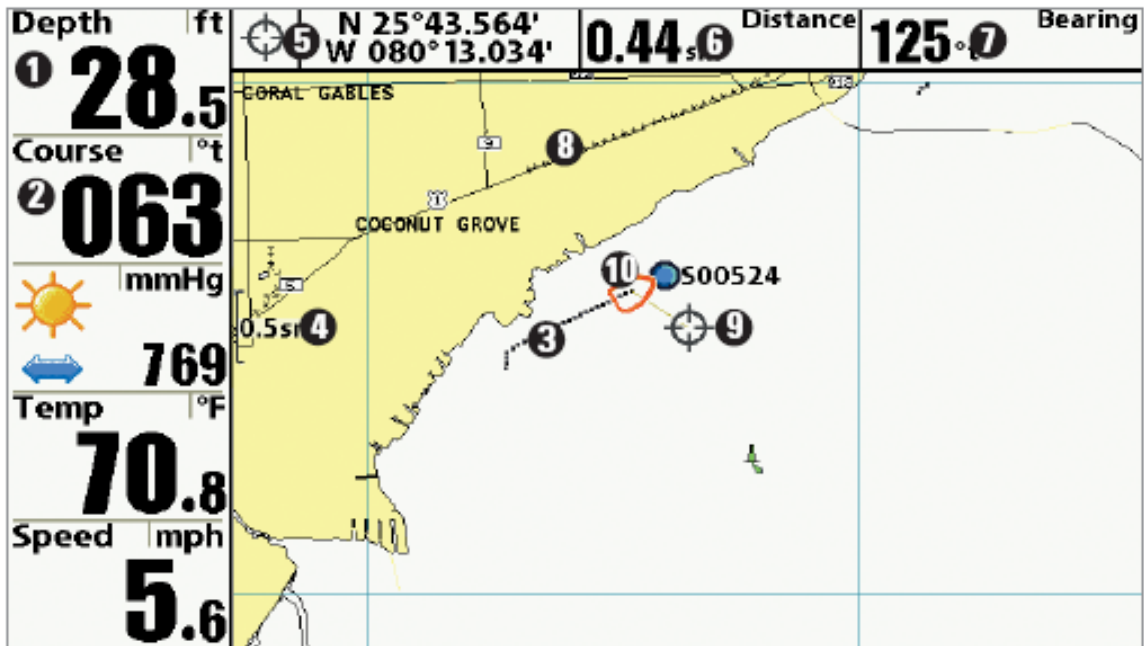 Depth ft
1 28.5
Course °t
2 063
mmHg
769
Temp °F
70.8
Speed mph
5.6
5 N 25°43.564'
W 080°13.034'
Distance
0.44 6
Bearing
125 7
CORAL GABLES
9
8
1
COCONUT GROVE
10 S00524
0.5 4
3
9